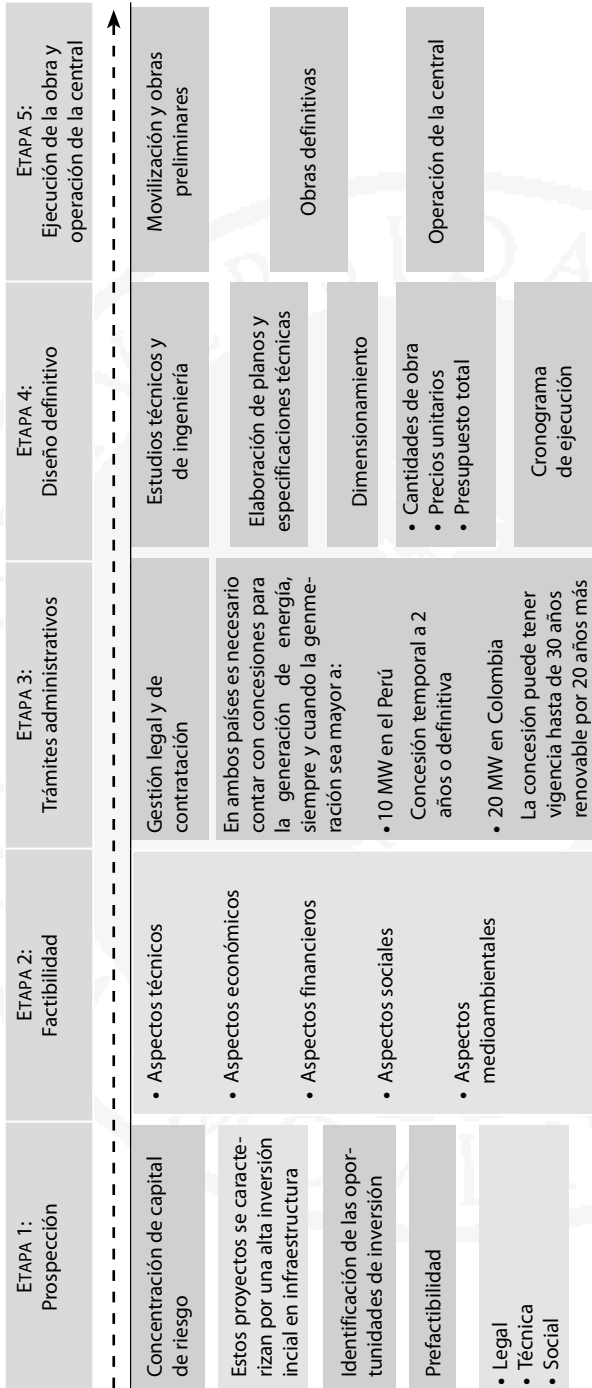 ETAPA 1:
Prospección
Concentración de capital
de riesgo
Estos proyectos se caracte-
rizan por una alta inversión
incial en infraestructura
Identificación de las opor-
tunidades de inversión
Prefactibilidad
• Legal
• Técnica
• Social
ETAPA 2:
Factibilidad
• Aspectos técnicos
• Aspectos económicos
• Aspectos financieros
• Aspectos sociales
• Aspectos
medioambientales
ETAPA 3:
Trámites administrativos
Gestión legal y de
contratación
En ambos países es necesario
contar con concesiones para
la generación de energía,
siempre y cuando la genme-
ración sea mayor a:
• 10 MW en el Perú
Concesión temporal a 2
años o definitiva
• 20 MW en Colombia
La concesión puede tener
vigencia hasta de 30 años
renovable por 20 años más
ETAPA 4:
Diseño definitivo
Estudios técnicos y
de ingeniería
Elaboración de planos y
especificaciones técnicas
Dimensionamiento
• Cantidades de obra
• Precios unitarios
• Presupuesto total
Cronograma
de ejecución
ETAPA 5:
Ejecución de la obra y
operación de la central
Movilización y obras
preliminares
Obras definitivas
Operación de la central